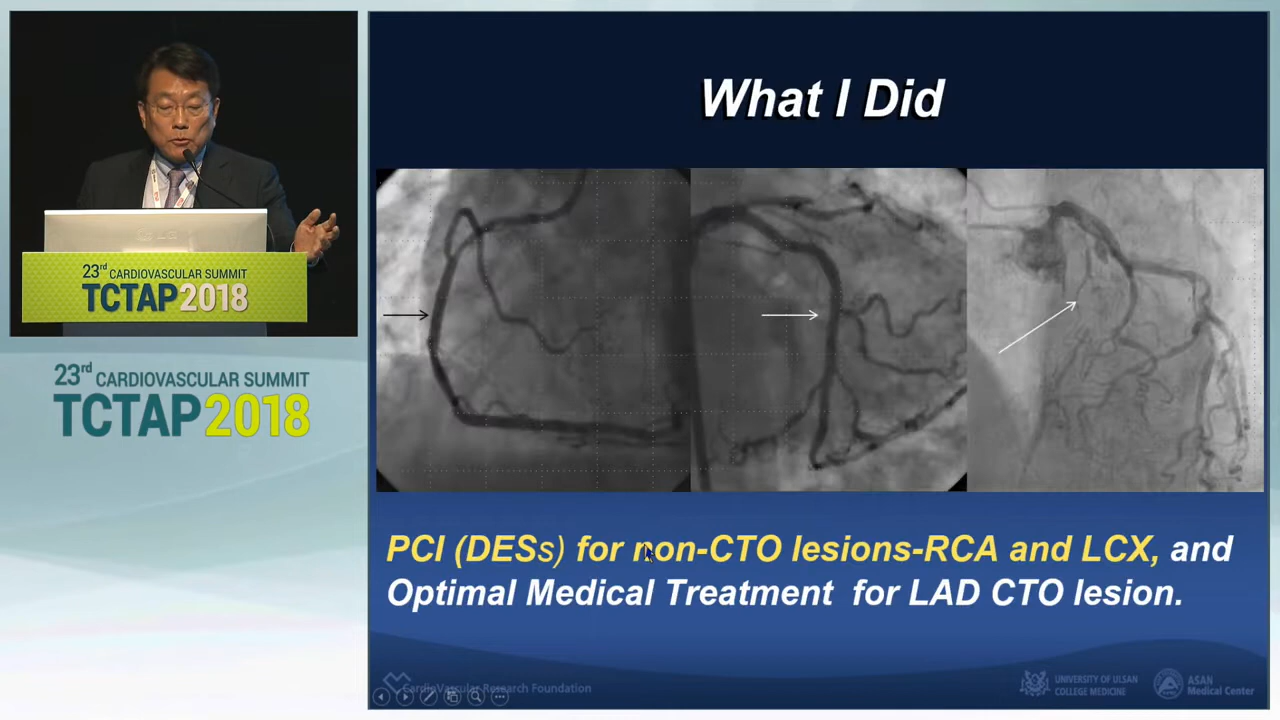 23rd CARDIOVASCULAR SUMMIT
TCTAP 2018
23rd CARDIOVASCULAR SUMMIT
TCTAP 2018
What I Did
PCI (DESs) for non-CTO lesions-RCA and LCX, and
Optimal Medical Treatment for LAD CTO lesion.
CardioVascular Research Foundation
UNIVERSITY OF ULSAN
COLLEGE MEDICINE
ASAN
Medical Center